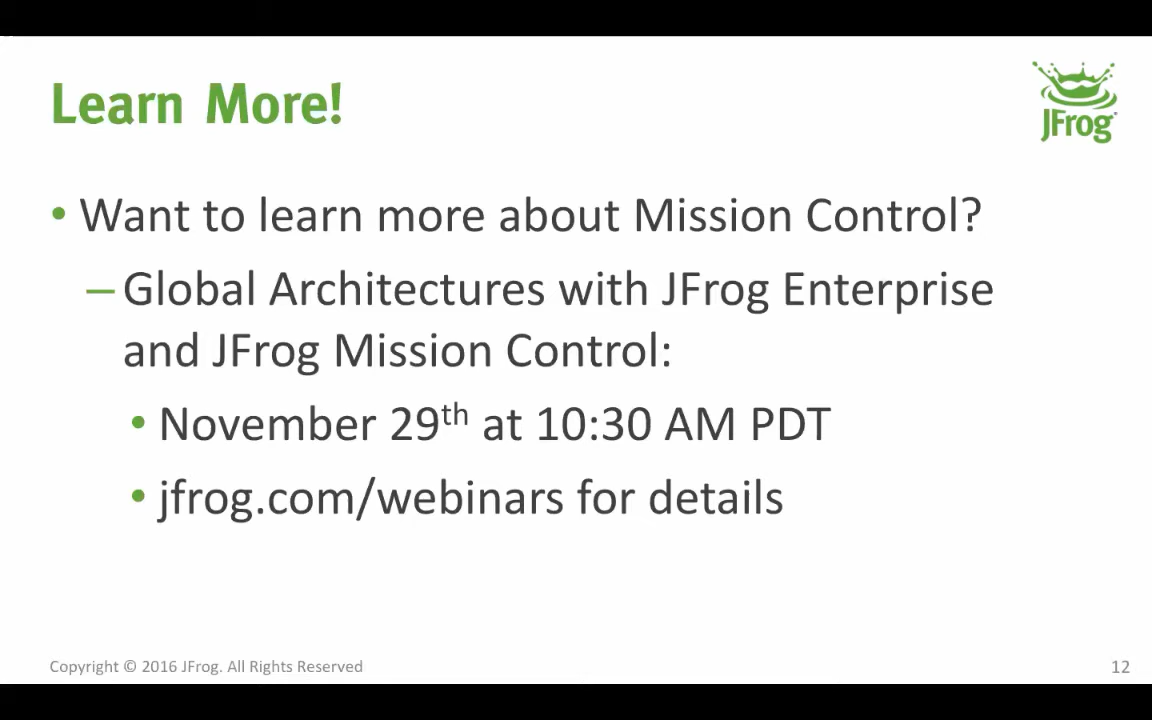 Learn More!
JFrog
• Want to learn more about Mission Control?
– Global Architectures with JFrog Enterprise
and JFrog Mission Control:
• November 29th at 10:30 AM PDT
• jfrog.com/webinars for details
Copyright © 2016 JFrog. All Rights Reserved
12